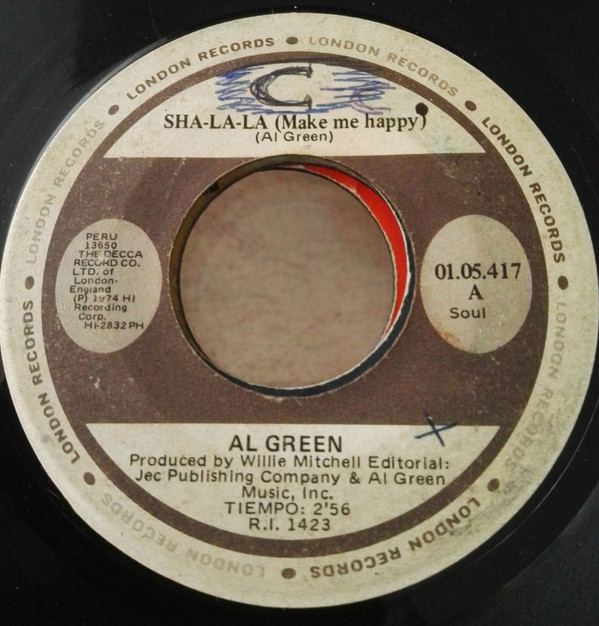 LONDON RECORDS • LONDON RECORDS • LONDON RECORDS • LONDON RECORDS • LONDON RECORDS • LONDON RECORDS • LONDON RECORDS • LONDON RECORDS •
C
SHA-LA-LA (Make me happy)
(Al Green)
PERU
13650
THE DECCA
RECORD CO.
LTD. of
London-
England
(P) 1974 HI
Recording
Corp.
HI-2832 PH
01.05.417
A
Soul
AL GREEN
Produced by Willie Mitchell Editorial:
Jec Publishing Company & Al Green
Music, Inc.
TIEMPO: 2'56
R.I. 1423
X